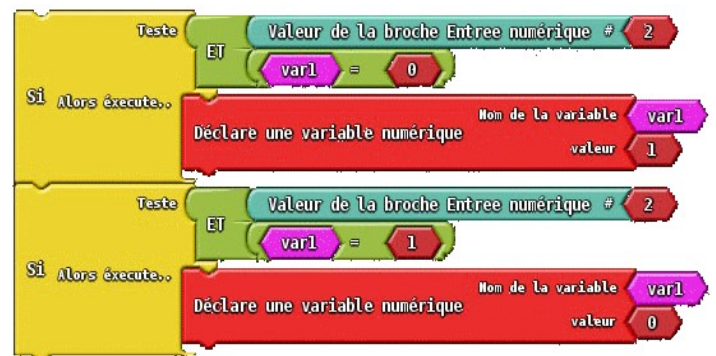 Teste ET Valeur de la broche Entree numérique # 2
var1 = 0
Si Alors éxecute..
Déclare une variable numérique Nom de la variable var1
valeur 1
Teste ET Valeur de la broche Entree numérique # 2
var1 = 1
Si Alors éxecute..
Déclare une variable numérique Nom de la variable var1
valeur 0